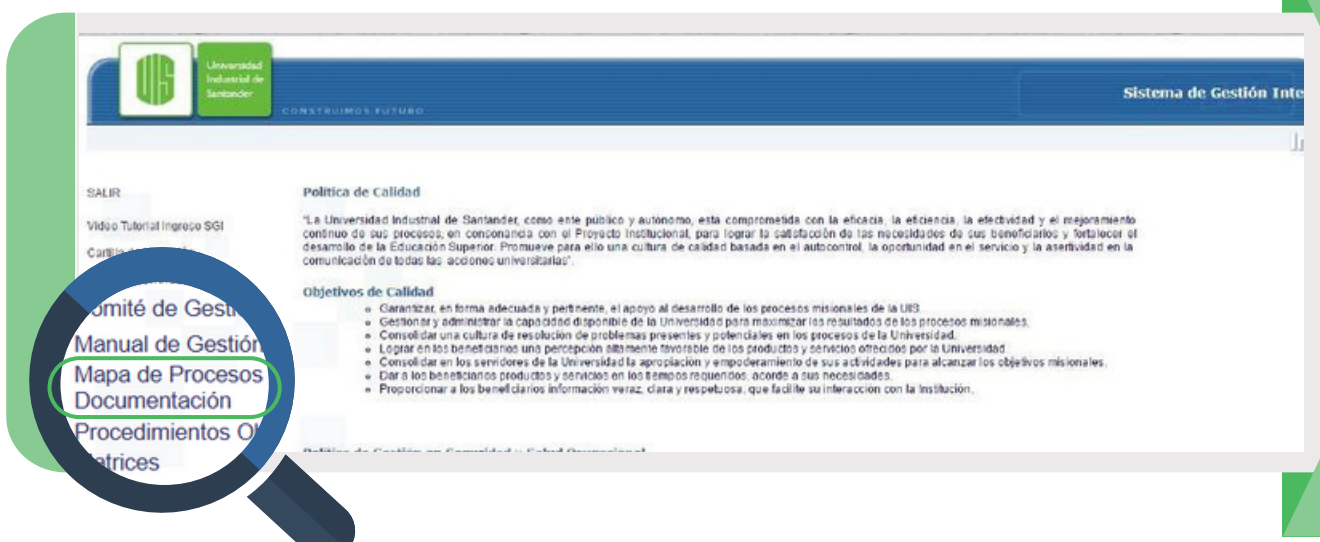 UIS
Universidad
Industrial de
Santander
CONSTRUIMOS FUTURO
Sistema de Gestión Inte
SALIR
Video Tutorial Ingreso SGI
Política de Calidad
"La Universidad Industrial de Santander, como ente público y autónomo, esta comprometida con la eficacia, la eficiencia, la efectividad y el mejoramiento
continuo de sus procesos, en consonancia con el Proyecto Institucional, para lograr la satisfacción de las necesidades de sus beneficiarios y fortalecer el
desarrollo de la Educación Superior. Promueve para ello una cultura de calidad basada en el autocontrol, la oportunidad en el servicio y la asertividad en la
comunicación de todas las acciones universitarias".
Objetivos de Calidad
Garantizar, en forma adecuada y pertinente, el apoyo al desarrollo de los procesos misionales de la UIS.
Gestionar y administrar la capacidad disponible de la Universidad para maximizar los resultados de los procesos misionales.
Consolidar una cultura de resolución de problemas presentes y potenciales en los procesos de la Universidad.
Lograr en los beneficiarios una percepción altamente favorable de los productos y servicios ofrecidos por la Universidad
Consolidar en los servidores de la Universidad la apropiación y empoderamiento de sus actividades para alcanzar los objetivos misionales.
Dar a los beneficiarios productos y servicios en los tiempos requeridos, acorde a sus necesidades.
Proporcionar a los beneficiarios información veraz, clara y respetuosa, que facilite su interacción con la Institución.
omité de Gesti
Manual de Gestión
Mapa de Procesos
Documentación
Procedimientos O
atrices